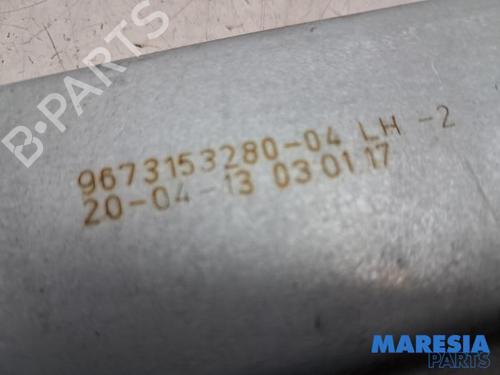 B-PARTS
9673153280-04 LH -2
20-04-13 03 01 17
MARESIA
PARTS